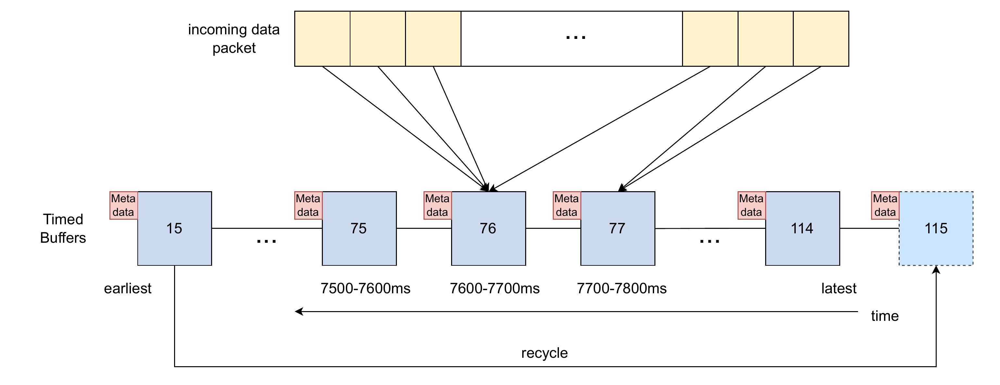 incoming data
packet
...
Meta
data
Meta
data
Meta
data
Meta
data
Meta
data
Meta
data
Timed
Buffers
15
...
75
76
77
...
114
115
earliest
7500-7600ms
7600-7700ms
7700-7800ms
latest
time
recycle